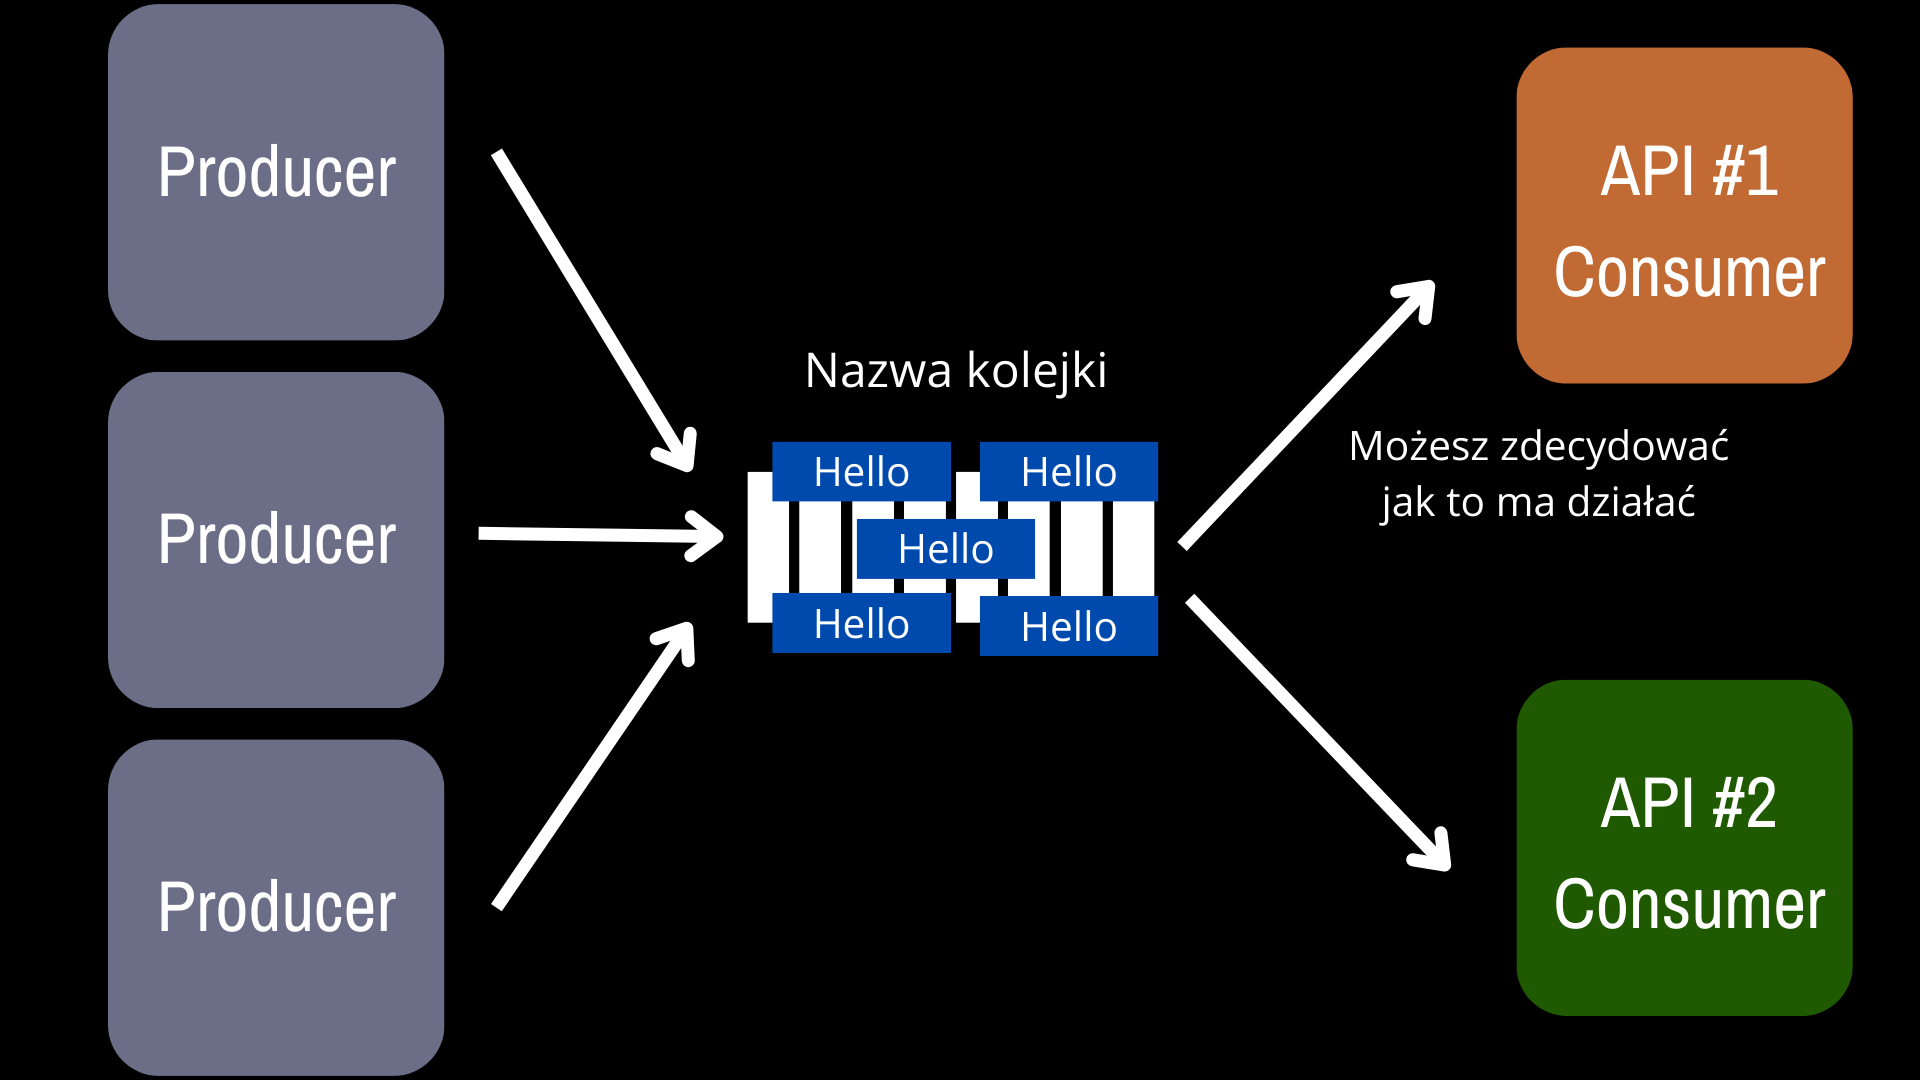 Producer
Producer
Producer
Nazwa kolejki
Hello
Hello
Hello
Hello
Hello
API #1
Consumer
Możesz zdecydować
jak to ma działać
API #2
Consumer